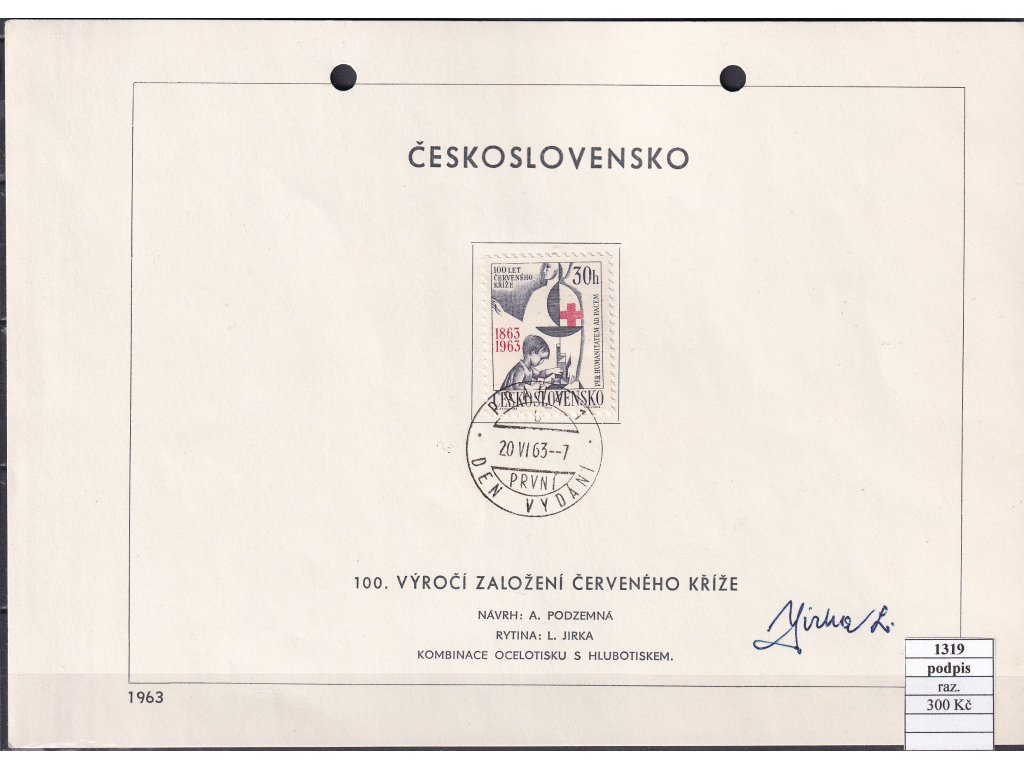 ČESKOSLOVENSKO
100 LET
ČERVENÉHO
KŘÍŽE
30h
1863
1963
PER HUMANITATEM AD PACEM
ČESKOSLOVENSKO
20 VI 63--7
PRVNÍ
DEN VYDÁNÍ
100. VÝROČÍ ZALOŽENÍ ČERVENÉHO KŘÍŽE
NÁVRH: A. PODZEMNÁ
RYTINA: L. JIRKA
KOMBINACE OCELOTISKU S HLUBOTISKEM.
Jirka L.
1963
1319
podpis
raz.
300 Kč